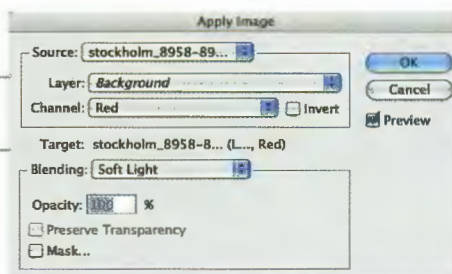 Apply Image
Source: stockholm_8958-89...
Layer: Background
Channel: Red Invert
OK
Cancel
Preview
Target: stockholm_8958-8... (L..., Red)
Blending: Soft Light
Opacity: 100 %
Preserve Transparency
Mask...